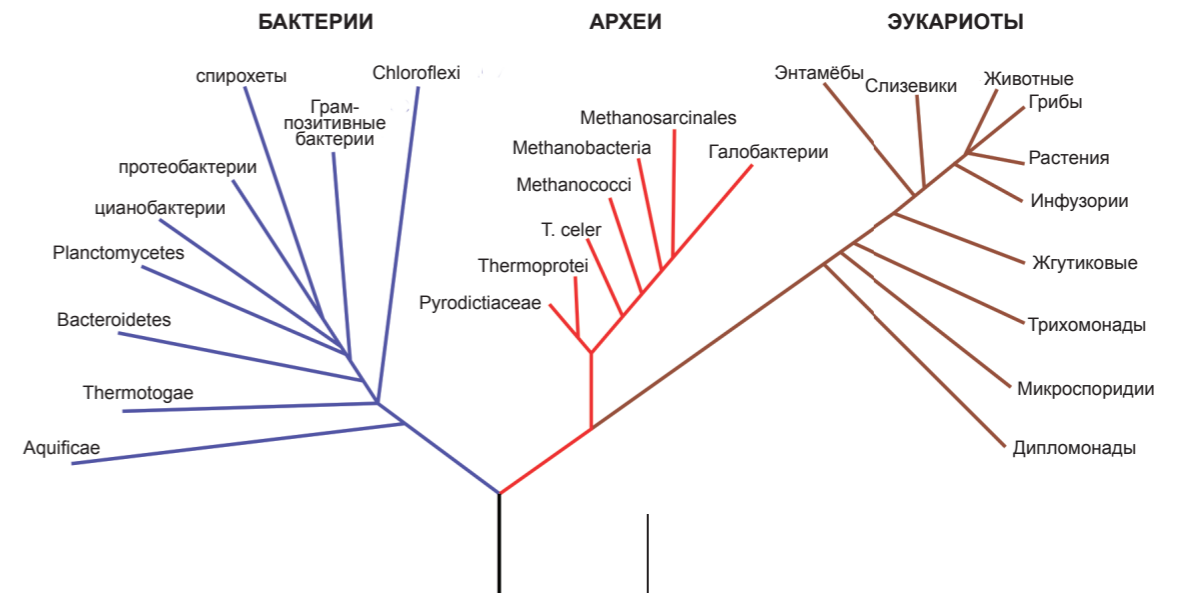 БАКТЕРИИ
АРХЕИ
ЭУКАРИОТЫ
спирохеты
Chloroflexi
Грам-
позитивные
бактерии
протеобактерии
цианобактерии
Planctomycetes
Bacteroidetes
Thermotogae
Aquificae
Methanosarcinales
Methanobacteria
Галобактерии
Methanococci
T. celer
Thermoprotei
Pyrodictiaceae
Энтамёбы
Слизевики
Животные
Грибы
Растения
Инфузории
Жгутиковые
Трихомонады
Микроспоридии
Дипломонады